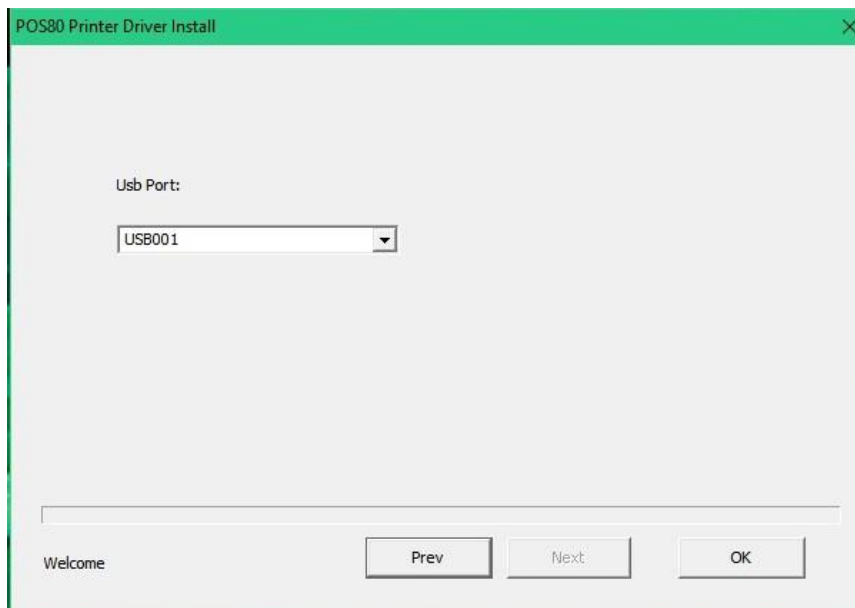 POS80 Printer Driver Install
Usb Port:
USB001
Welcome
Prev
Next
OK